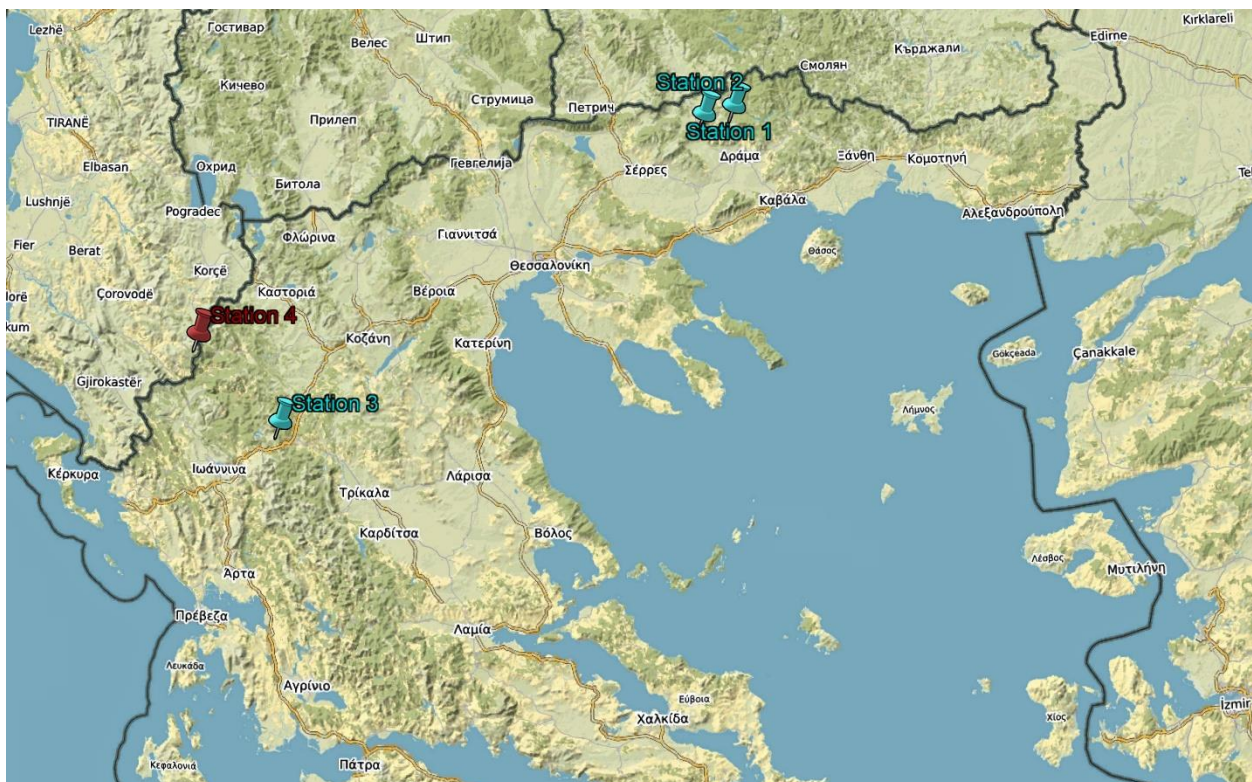 Lezhë
Гостивар
Велес
Штип
Kırklareli
Edirne
Кърджали
Смолян
Кичево
Струмица
Петрич
Station 2
TIRANË
Прилеп
Station 1
Elbasan
Охрид
Гевгелија
Σέρρες
Δράμα
Ξάνθη
Κομοτηνή
Битола
Lushnjë
Καβάλα
Pogradec
Αλεξανδρούπολη
Φλώρινα
Γιαννιτσά
Fier
Berat
Θάσος
Korçë
Θεσσαλονίκη
Çorovodë
Καστοριά
Βέροια
Station 4
Κοζάνη
Κατερίνη
Gökçeada
Çanakkale
Gjirokastër
Station 3
Λήμνος
Κέρκυρα
Ιωάννινα
Λάρισα
Τρίκαλα
Καρδίτσα
Βόλος
Λέσβος
Μυτιλήνη
Άρτα
Πρέβεζα
Λαμία
Λευκάδα
Αγρίνιο
Εύβοια
Χαλκίδα
Χίος
İzmir
Κεφαλονιά
Πάτρα